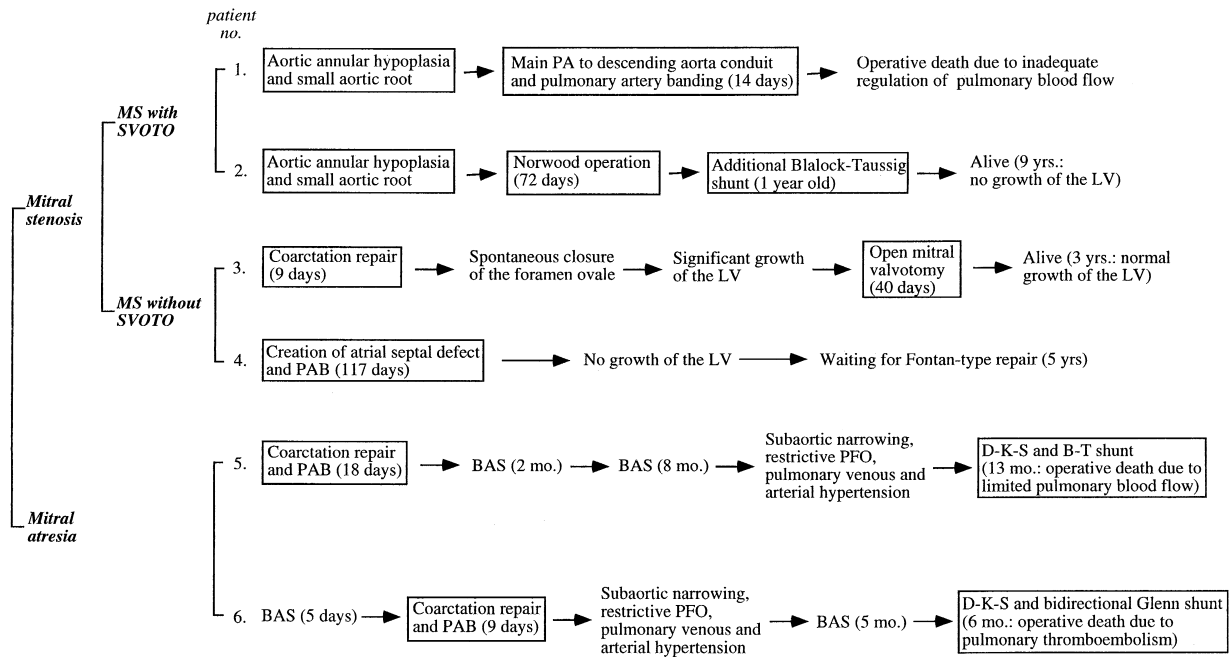 patient
no.
1.
Aortic annular hypoplasia
and small aortic root
Main PA to descending aorta conduit
and pulmonary artery banding (14 days)
Operative death due to inadequate
regulation of pulmonary blood flow
MS with
SVOTO
2.
Aortic annular hypoplasia
and small aortic root
Norwood operation
(72 days)
Additional Blalock-Taussig
shunt (1 year old)
Alive (9 yrs.:
no growth of the LV)
Mitral
stenosis
3.
Coarctation repair
(9 days)
Spontaneous closure
of the foramen ovale
Significant growth
of the LV
Open mitral
valvotomy
(40 days)
Alive (3 yrs.: normal
growth of the LV)
MS without
SVOTO
4.
Creation of atrial septal defect
and PAB (117 days)
No growth of the LV
Waiting for Fontan-type repair (5 yrs)
5.
Coarctation repair
and PAB (18 days)
BAS (2 mo.)
BAS (8 mo.)
Subaortic narrowing,
restrictive PFO,
pulmonary venous and
arterial hypertension
D-K-S and B-T shunt
(13 mo.: operative death due to
limited pulmonary blood flow)
Mitral
atresia
6.
BAS (5 days)
Coarctation repair
and PAB (9 days)
Subaortic narrowing,
restrictive PFO,
pulmonary venous and
arterial hypertension
BAS (5 mo.)
D-K-S and bidirectional Glenn shunt
(6 mo.: operative death due to
pulmonary thromboembolism)